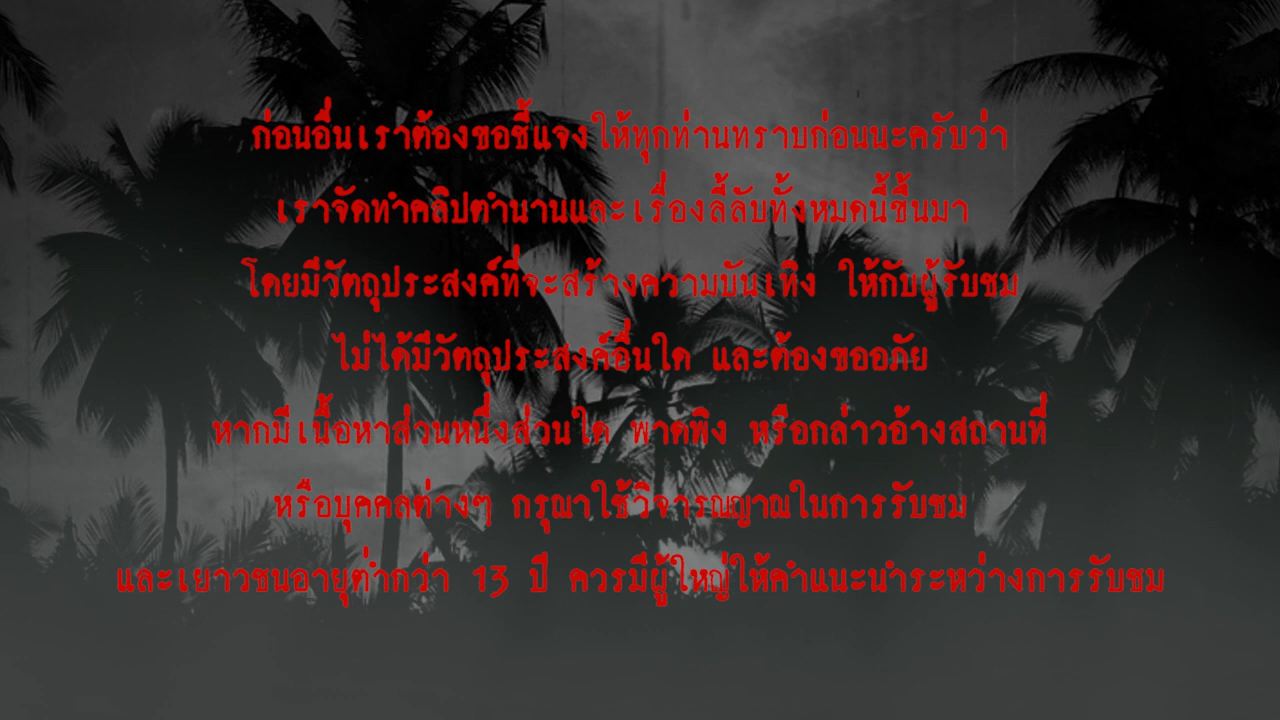 ก่อนอื่นเราต้องขอชี้แจงให้ทุกท่านทราบก่อนนะครับว่า
เราจัดทำคลิปตำนานและเรื่องลี้ลับทั้งหมดนี้ขึ้นมา
โดยมีวัตถุประสงค์ที่จะสร้างความบันเทิง ให้กับผู้รับชม
ไม่ได้มีวัตถุประสงค์อื่นใด และต้องขออภัย
หากมีเนื้อหาส่วนหนึ่งส่วนใด พาดพิง หรือกล่าวอ้างสถานที่
หรือบุคคลต่างๆ กรุณาใช้วิจารณญาณในการรับชม
และเยาวชนอายุต่ำกว่า 13 ปี ควรมีผู้ใหญ่ให้คำแนะนำระหว่างการรับชม